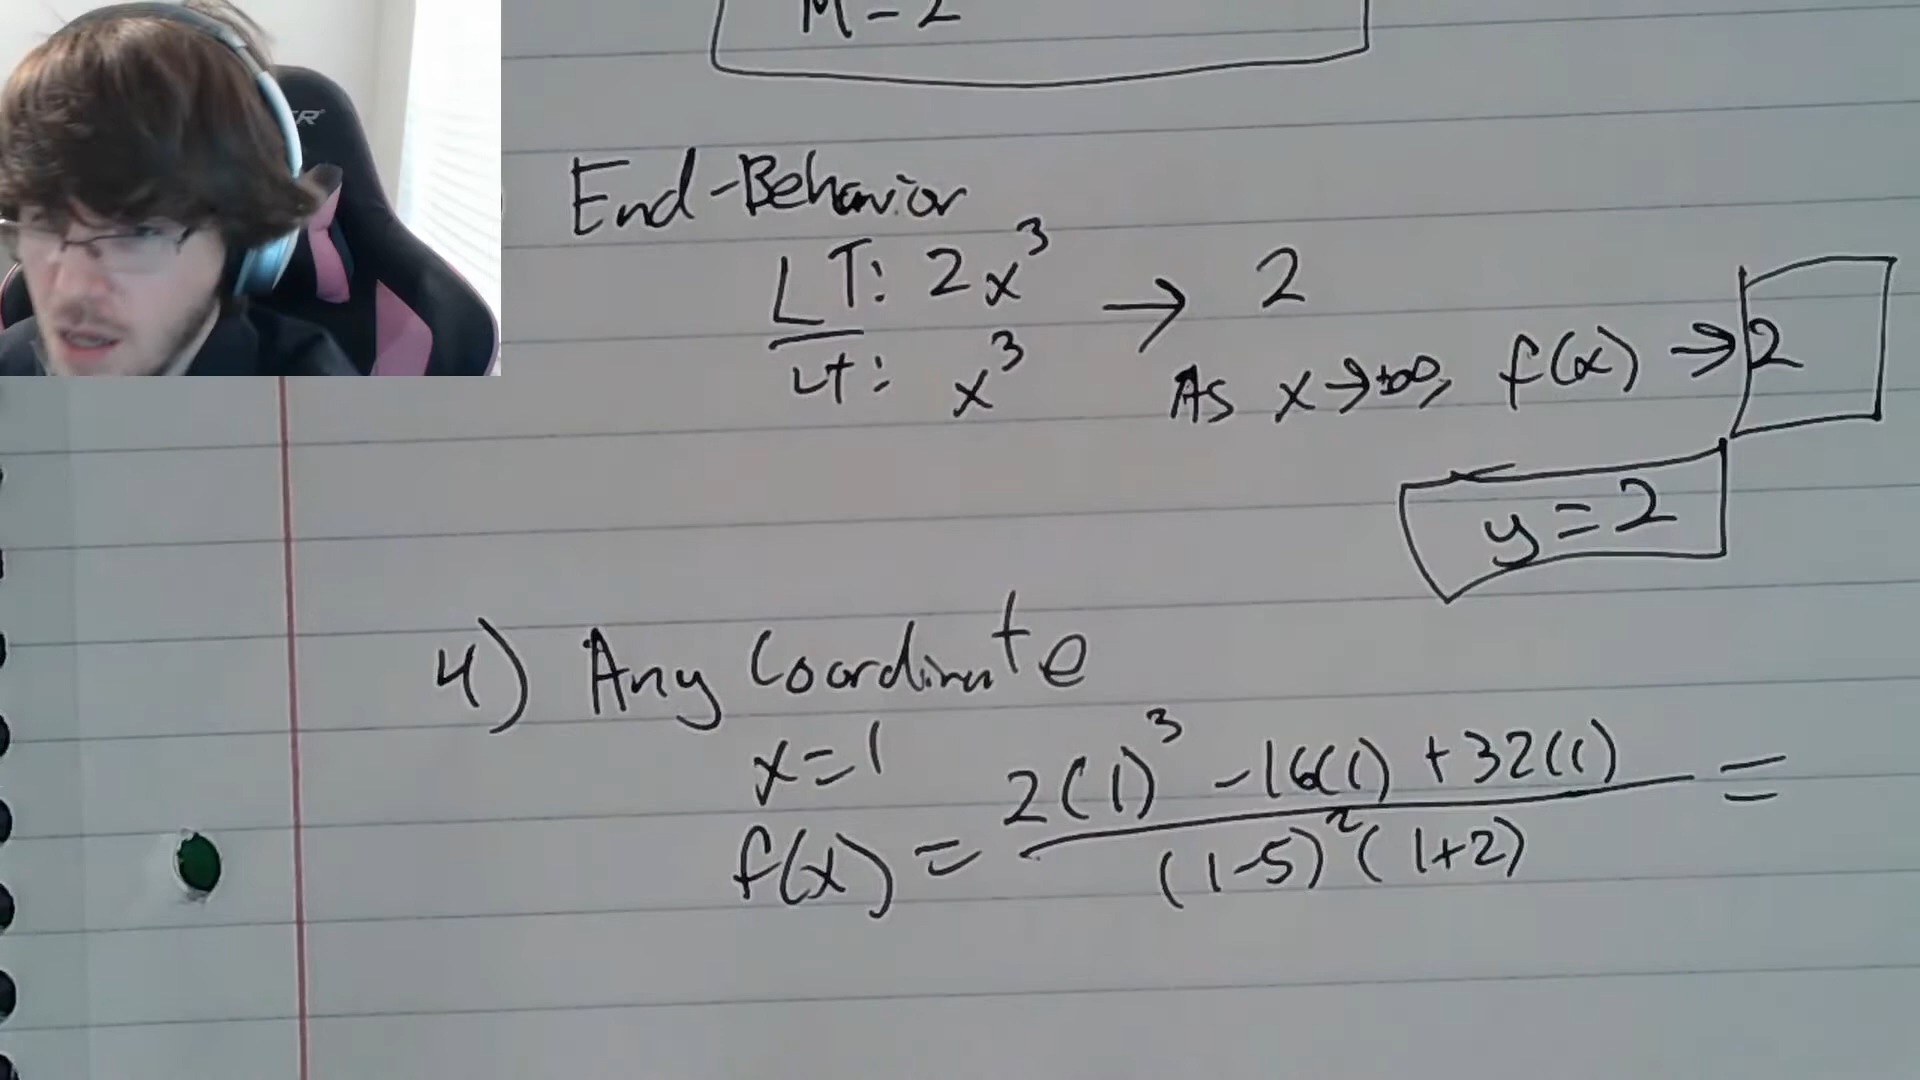 M = 2
End-Behavior
LT: 2x³
LT: x³
→ 2
As x→±∞, f(x) → 2
y = 2
4) Any Coordinate
x = 1
f(x) = 2(1)³ - 16(1) + 32(1) =
(1-5)²(1+2)